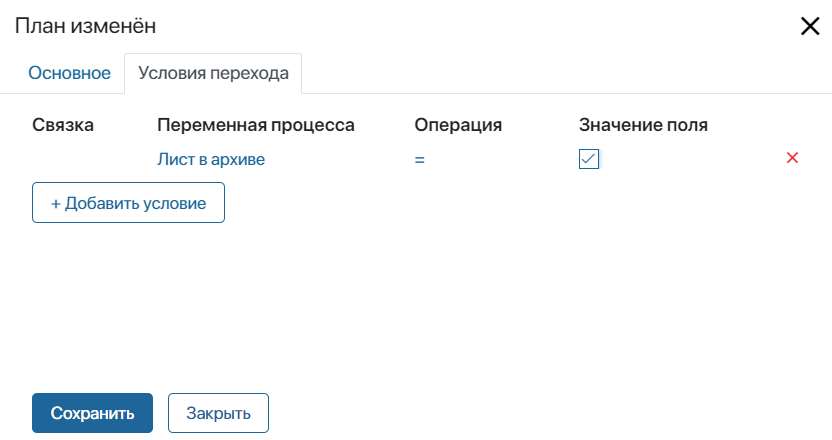 План изменён
Основное
Условия перехода
Связка Переменная процесса Операция Значение поля
Лист в архиве =
+ Добавить условие
Сохранить
Закрыть